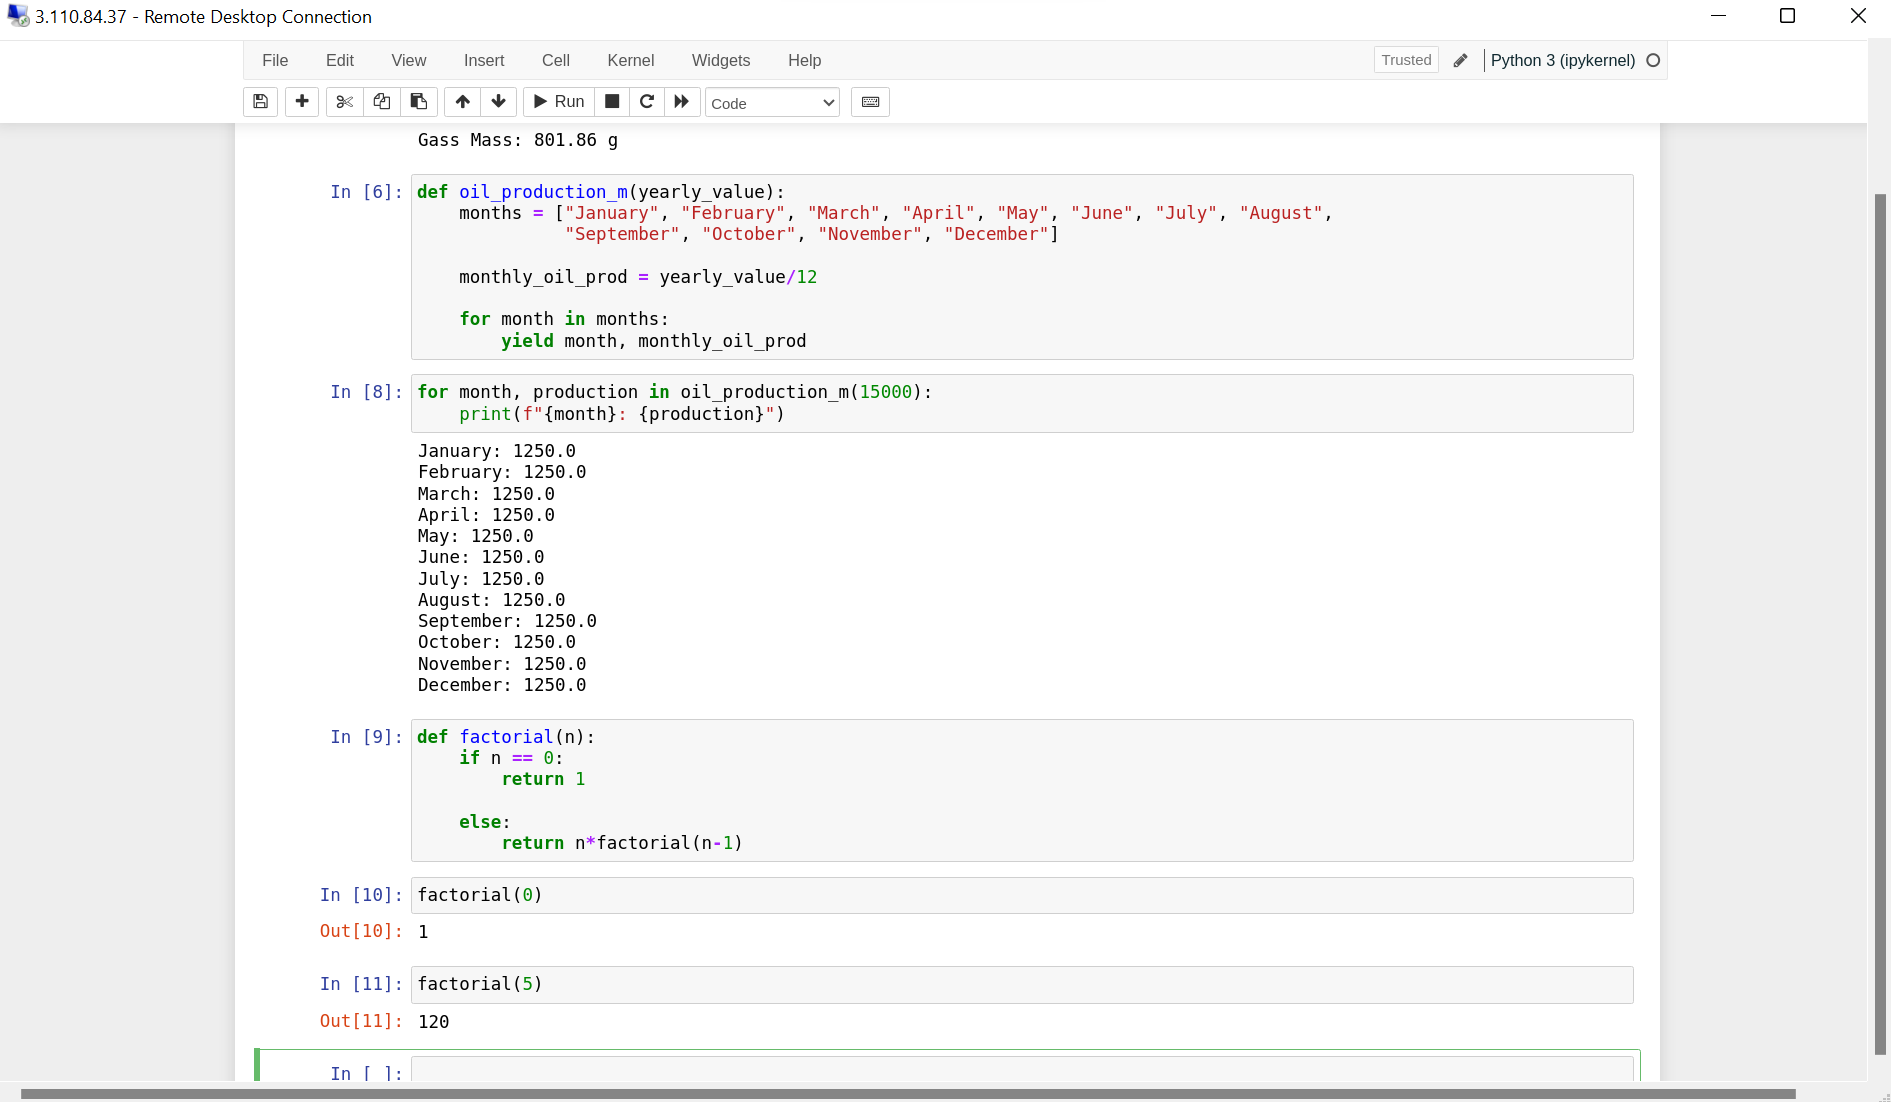 3.110.84.37 - Remote Desktop Connection
File Edit View Insert Cell Kernel Widgets Help Trusted Python 3 (ipykernel)
Run Code
Gass Mass: 801.86 g
In [6]: def oil_production_m(yearly_value):
    months = ["January", "February", "March", "April", "May", "June", "July", "August",
              "September", "October", "November", "December"]
    monthly_oil_prod = yearly_value/12
    for month in months:
        yield month, monthly_oil_prod
In [8]: for month, production in oil_production_m(15000):
    print(f"{month}: {production}")
January: 1250.0
February: 1250.0
March: 1250.0
April: 1250.0
May: 1250.0
June: 1250.0
July: 1250.0
August: 1250.0
September: 1250.0
October: 1250.0
November: 1250.0
December: 1250.0
In [9]: def factorial(n):
    if n == 0:
        return 1
    else:
        return n*factorial(n-1)
In [10]: factorial(0)
Out[10]: 1
In [11]: factorial(5)
Out[11]: 120
In [ ]: